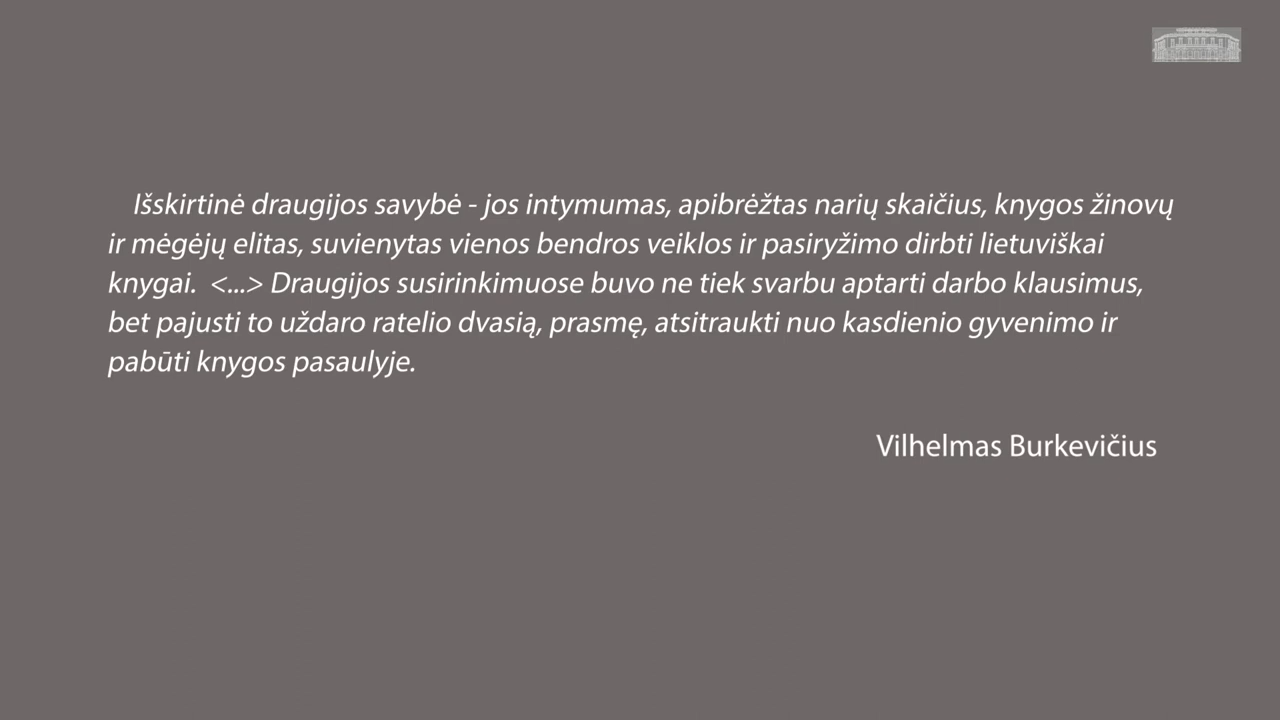 Išskirtinė draugijos savybė - jos intymumas, apibrėžtas narių skaičius, knygos žinovų
ir mėgėjų elitas, suvienytas vienos bendros veiklos ir pasiryžimo dirbti lietuviškai
knygai. <...> Draugijos susirinkimuose buvo ne tiek svarbu aptarti darbo klausimus,
bet pajusti to uždaro ratelio dvasią, prasmę, atsitraukti nuo kasdienio gyvenimo ir
pabūti knygos pasaulyje.
Vilhelmas Burkevičius